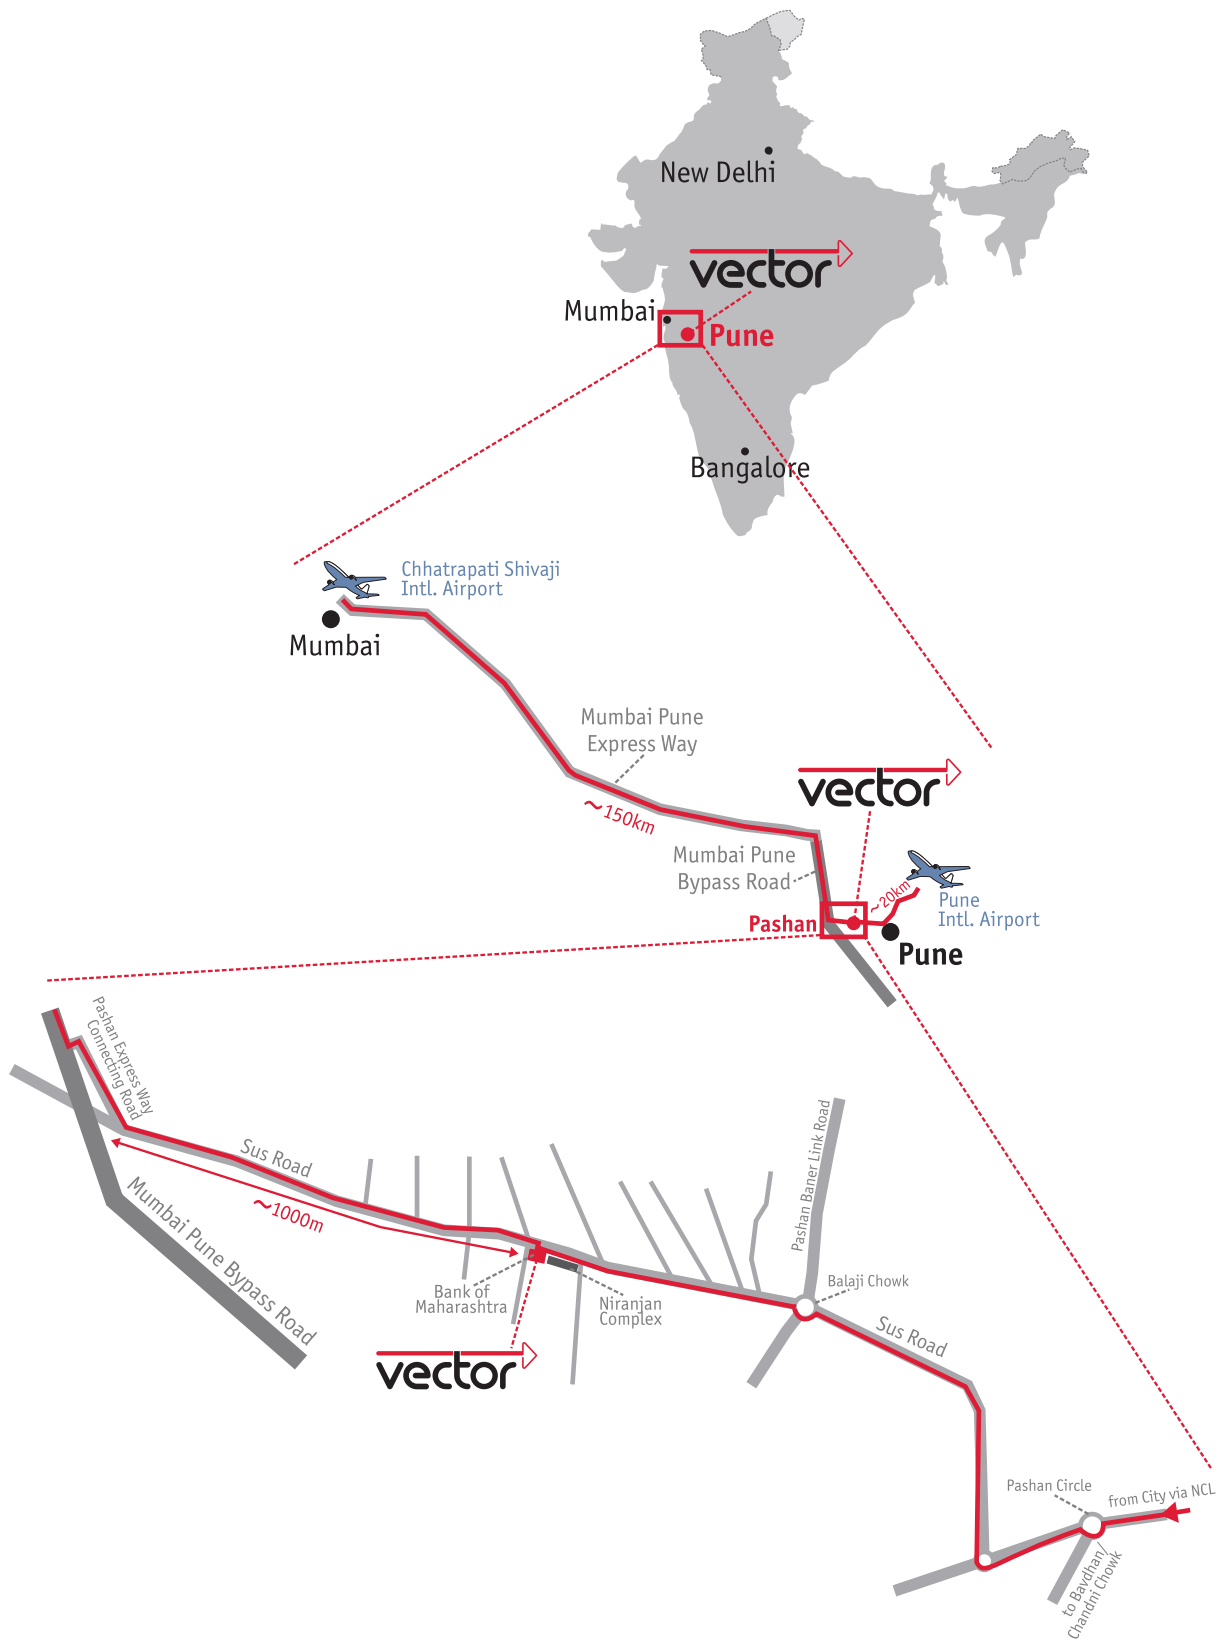 New Delhi
vector
Mumbai
Pune
Bangalore
Chhatrapati Shivaji
Intl. Airport
Mumbai
Mumbai Pune
Express Way
~150km
vector
Mumbai Pune
Bypass Road
~20km
Pune
Intl. Airport
Pashan
Pune
Pashan Express Way
Connecting Road
Sus Road
~1000m
Mumbai Pune Bypass Road
Pashan Baner Link Road
Bank of
Maharashtra
Niranjan
Complex
Balaji Chowk
Sus Road
vector
Pashan Circle
from City via NCL
to Bavdhan/
Chandni Chowk